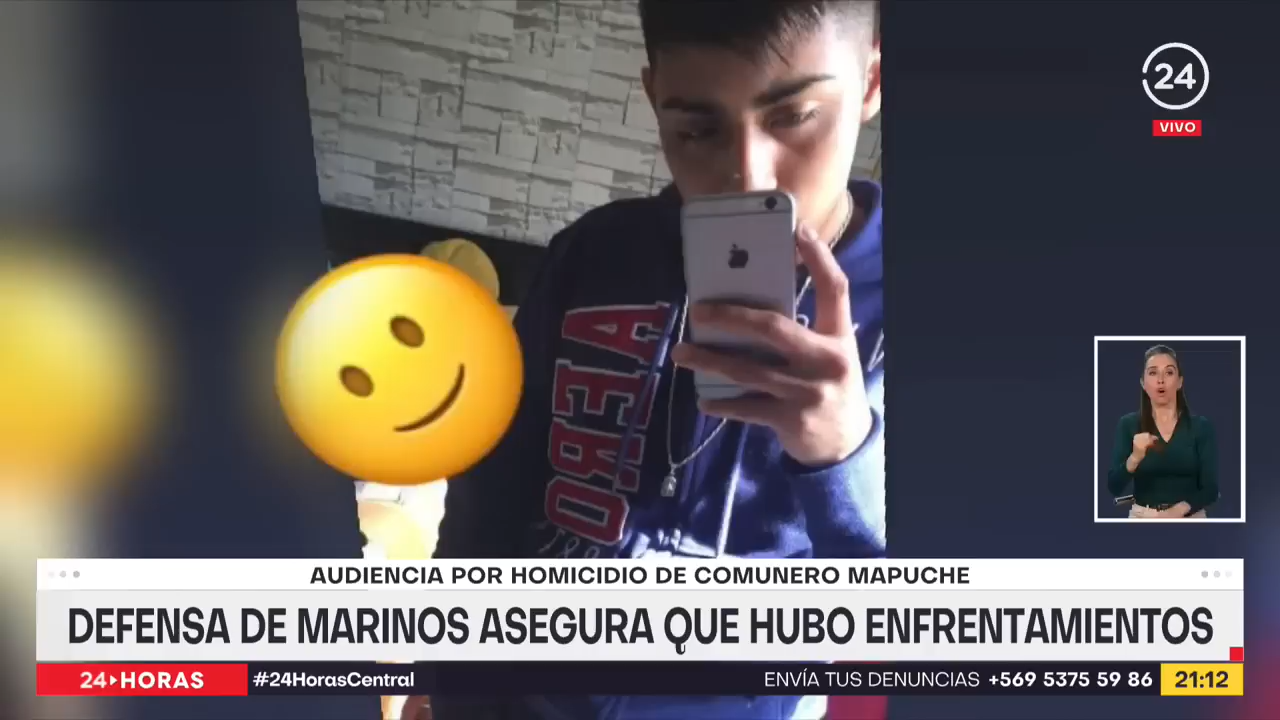 24
VIVO
AERO
AUDIENCIA POR HOMICIDIO DE COMUNERO MAPUCHE
DEFENSA DE MARINOS ASEGURA QUE HUBO ENFRENTAMIENTOS
24 HORAS
#24HorasCentral
ENVÍA TUS DENUNCIAS +569 5375 59 86
21:12